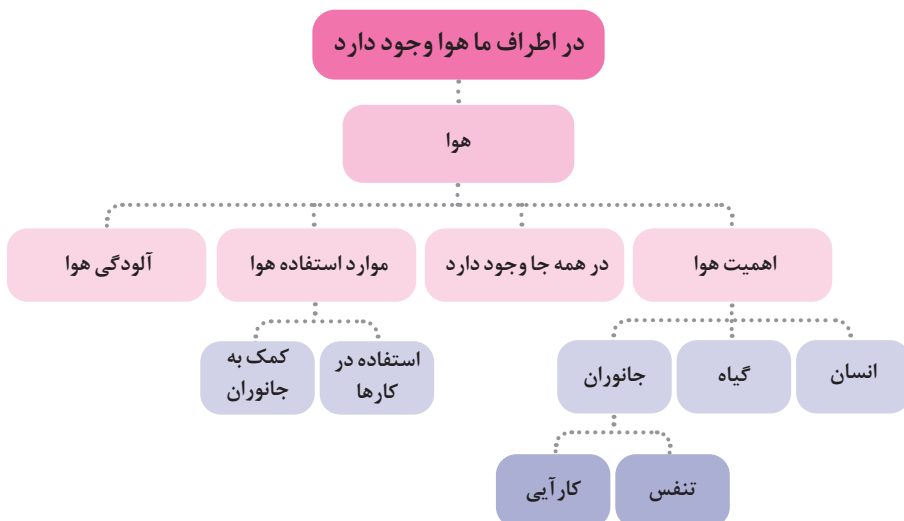 در اطراف ما هوا وجود دارد
هوا
اهمیت هوا
در همه جا وجود دارد
موارد استفاده هوا
آلودگی هوا
انسان
گیاه
جانوران
استفاده در
کارها
کمک به
جانوران
تنفس
کارآیی